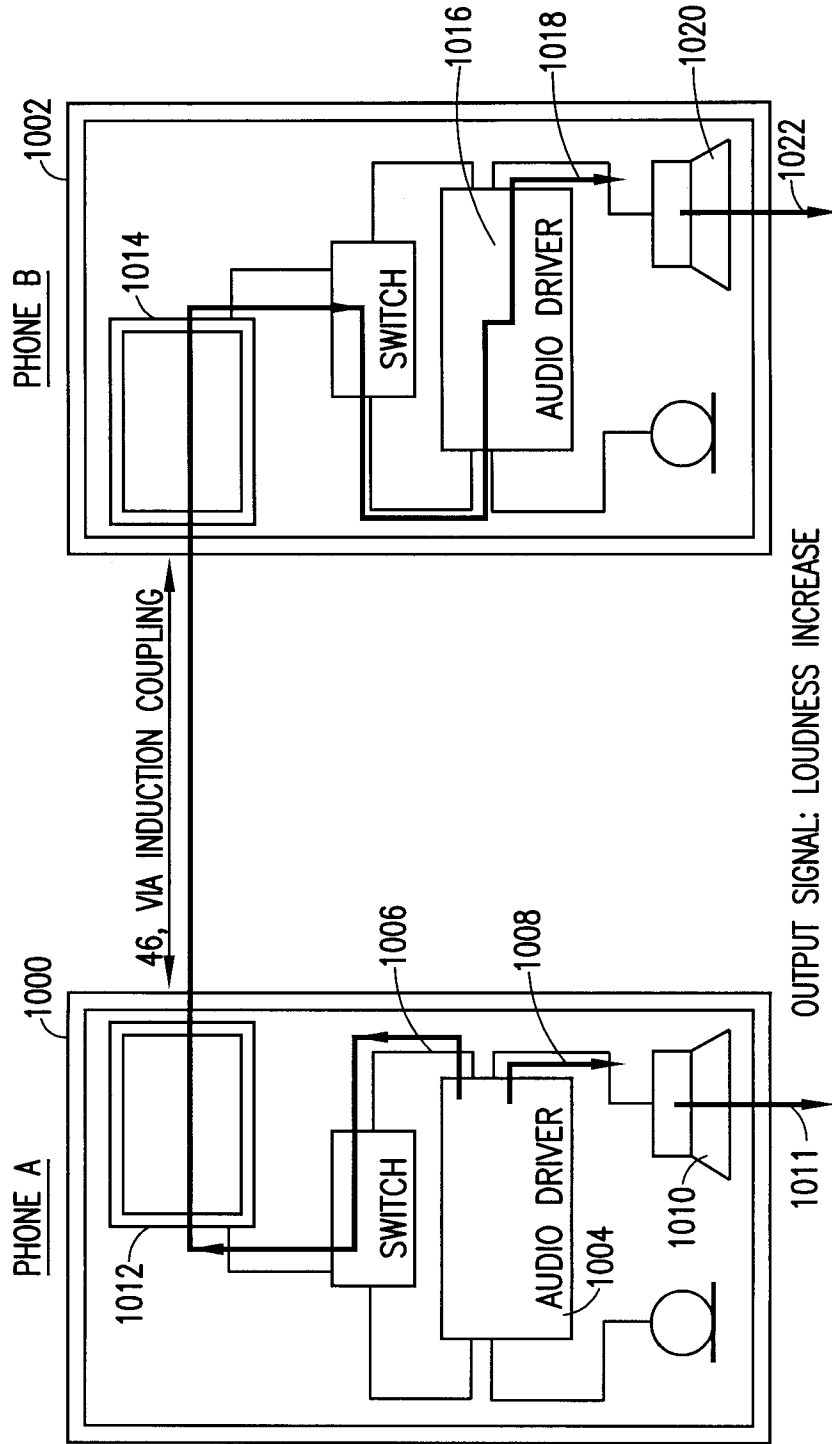 PHONE A
1000
46, VIA INDUCTION COUPLING
PHONE B
1002
1012
1014
SWITCH
SWITCH
1006
1008
AUDIO DRIVER
1004
1016
1018
AUDIO DRIVER
1010
1011
1020
1022
OUTPUT SIGNAL: LOUDNESS INCREASE